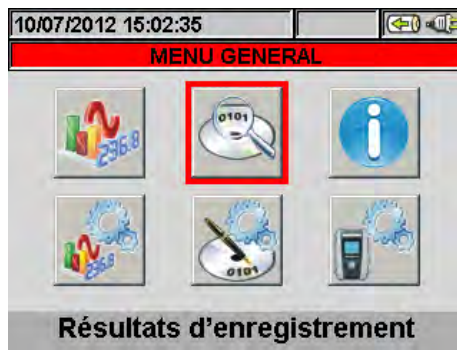 10/07/2012 15:02:35
MENU GENERAL
236.8
0101
236.8
0101
Résultats d'enregistrement